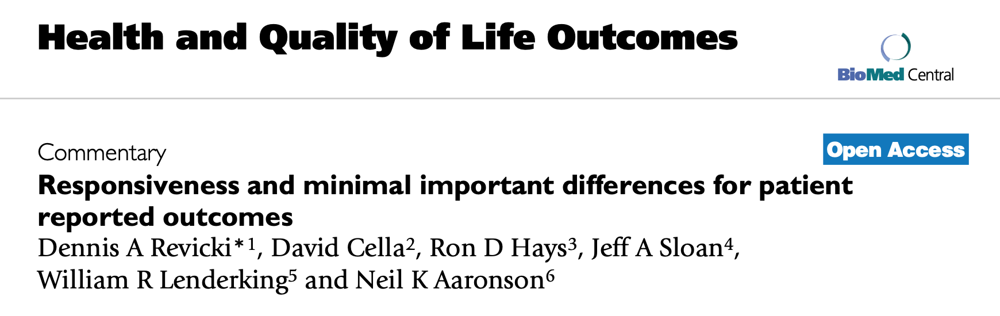 Health and Quality of Life Outcomes
BioMed Central
Commentary
Open Access
Responsiveness and minimal important differences for patient
reported outcomes
Dennis A Revicki*1, David Cella2, Ron D Hays3, Jeff A Sloan4,
William R Lenderking5 and Neil K Aaronson6